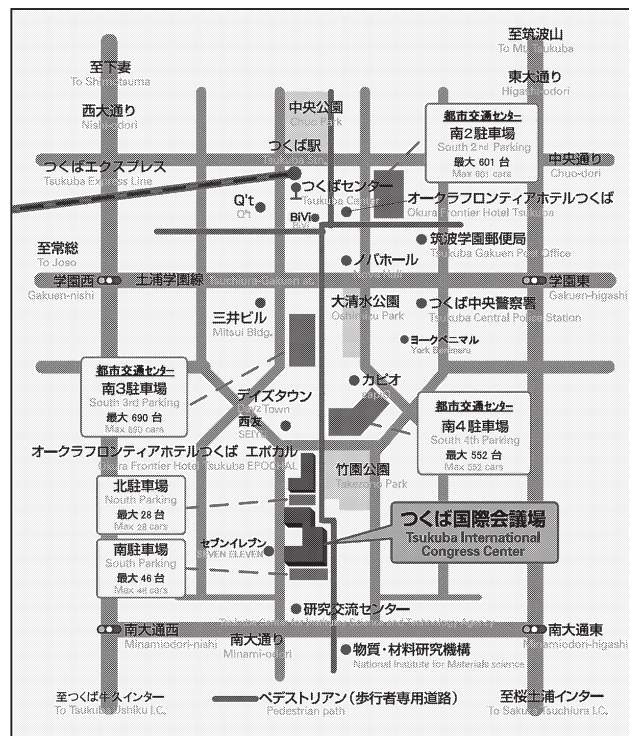 至筑波山
To Mt. Tsukuba
至下妻
To Shimotsuma
東大通り
Higashi-odori
西大通り
Nishi-odori
中央公園
Chuo Park
都市交通センター
南2駐車場
South 2nd Parking
最大 601 台
Max 601 cars
つくば駅
Tsukuba Sta.
中央通り
Chuo-dori
つくばエクスプレス
Tsukuba Express Line
つくばセンター
Tsukuba Center
オークラフロンティアホテルつくば
Okura Frontier Hotel Tsukuba
Q't
Q't
BiVi
BiVi
筑波学園郵便局
Tsukuba Gakuen Post Office
至常総
To Joso
ノバホール
学園西
Gakuen-nishi
土浦学園線
Tsuchiura-Gakuen st.
学園東
Gakuen-higashi
大清水公園
Oshimizu Park
つくば中央警察署
Tsukuba Central Police Station
三井ビル
Mitsui Bldg.
ヨークベニマル
York Benimaru
都市交通センター
南3駐車場
South 3rd Parking
最大 690 台
Max 690 cars
カピオ
Capio
デイズタウン
Dayz Town
西友
SEIYU
都市交通センター
南4駐車場
South 4th Parking
最大 552 台
Max 552 cars
オークラフロンティアホテルつくば エポカル
Okura Frontier Hotel Tsukuba EPOCHAL
竹園公園
Takezono Park
北駐車場
Nouth Parking
最大 28 台
Max 28 cars
つくば国際会議場
Tsukuba International
Congress Center
セブンイレブン
SEVEN ELEVEN
南駐車場
South Parking
最大 46 台
Max 46 cars
研究交流センター
Science and Technology Agency
南大通西
Minamiodori-nishi
南大通り
Minami-odori
南大通東
Minamiodori-higashi
物質・材料研究機構
National Institute for Materials science
至つくば牛久インター
To Tsukuba Ushiku I.C.
ペデストリアン(歩行者専用道路)
Pedestrian path
至桜土浦インター
To Sakura Tsuchiura I.C.